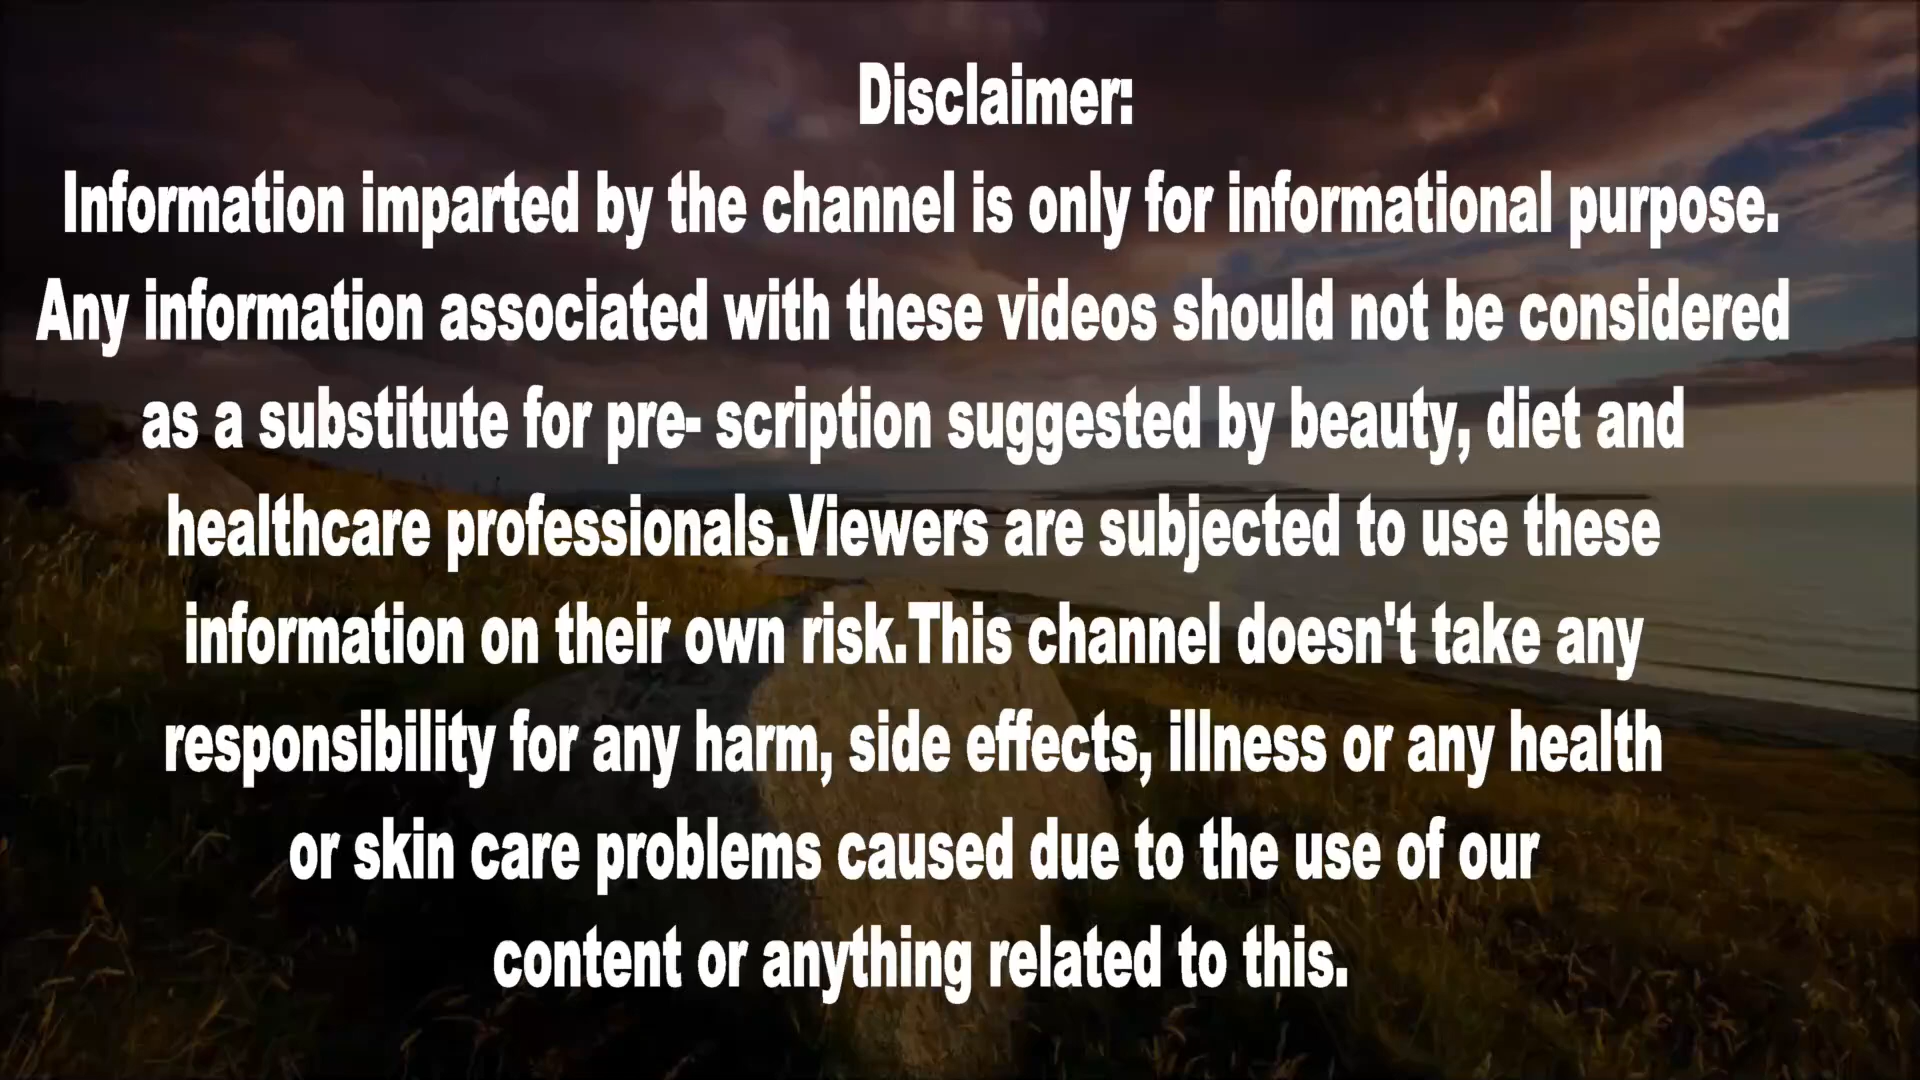 Disclaimer:
Information imparted by the channel is only for informational purpose.
Any information associated with these videos should not be considered
as a substitute for pre- scription suggested by beauty, diet and
healthcare professionals.Viewers are subjected to use these
information on their own risk.This channel doesn't take any
responsibility for any harm, side effects, illness or any health
or skin care problems caused due to the use of our
content or anything related to this.